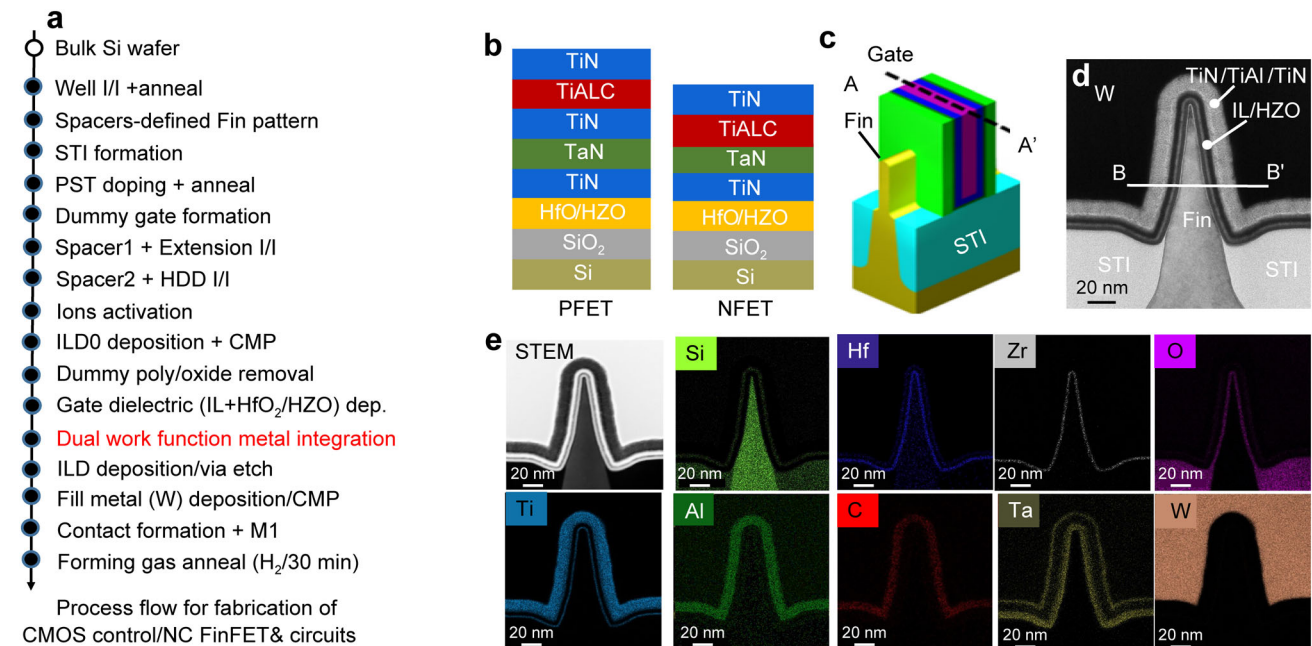 a
Bulk Si wafer
Well I/I +anneal
Spacers-defined Fin pattern
STI formation
PST doping + anneal
Dummy gate formation
Spacer1 + Extension I/I
Spacer2 + HDD I/I
Ions activation
ILD0 deposition + CMP
Dummy poly/oxide removal
Gate dielectric (IL+HfO₂/HZO) dep.
Dual work function metal integration
ILD deposition/via etch
Fill metal (W) deposition/CMP
Contact formation + M1
Forming gas anneal (H₂/30 min)
Process flow for fabrication of
CMOS control/NC FinFET& circuits
b
TiN
TiALC
TiN
TaN
TiN
HfO/HZO
SiO₂
Si
PFET
TiN
TiALC
TaN
TiN
HfO/HZO
SiO₂
Si
NFET
c
Gate
A
Fin
A'
STI
d
W
TiN/TiAl/TiN
IL/HZO
B
B'
Fin
STI
STI
20 nm
e
STEM
20 nm
Si
20 nm
Hf
20 nm
Zr
20 nm
O
20 nm
Ti
20 nm
Al
20 nm
C
20 nm
Ta
20 nm
W
20 nm